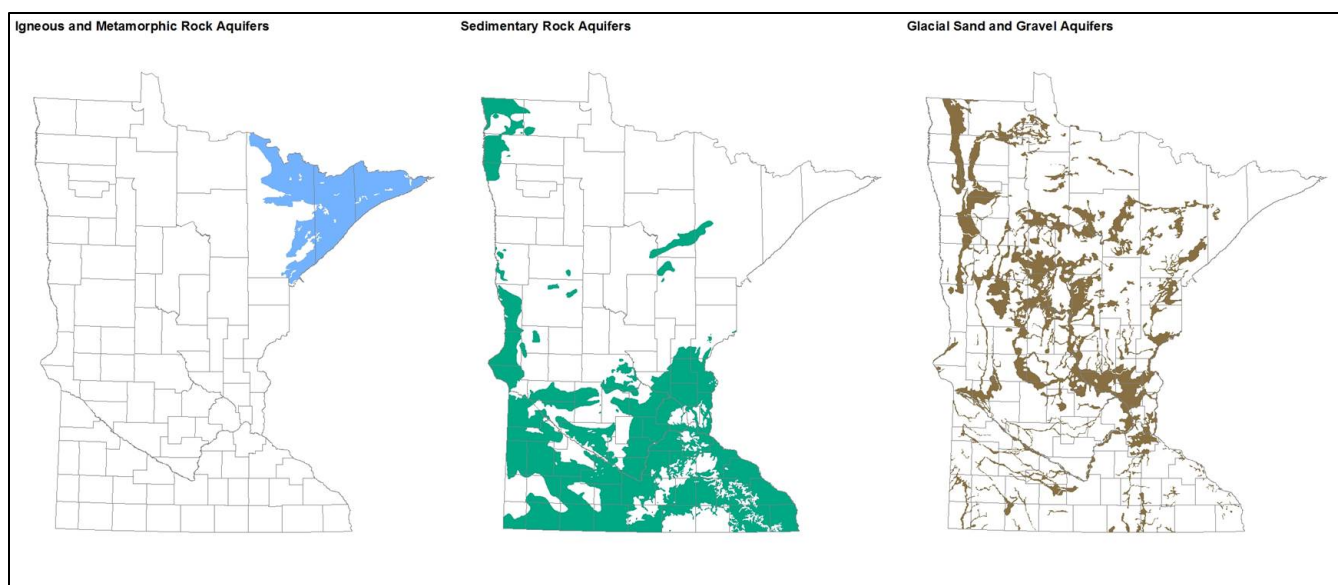 Igneous and Metamorphic Rock Aquifers
Sedimentary Rock Aquifers
Glacial Sand and Gravel Aquifers